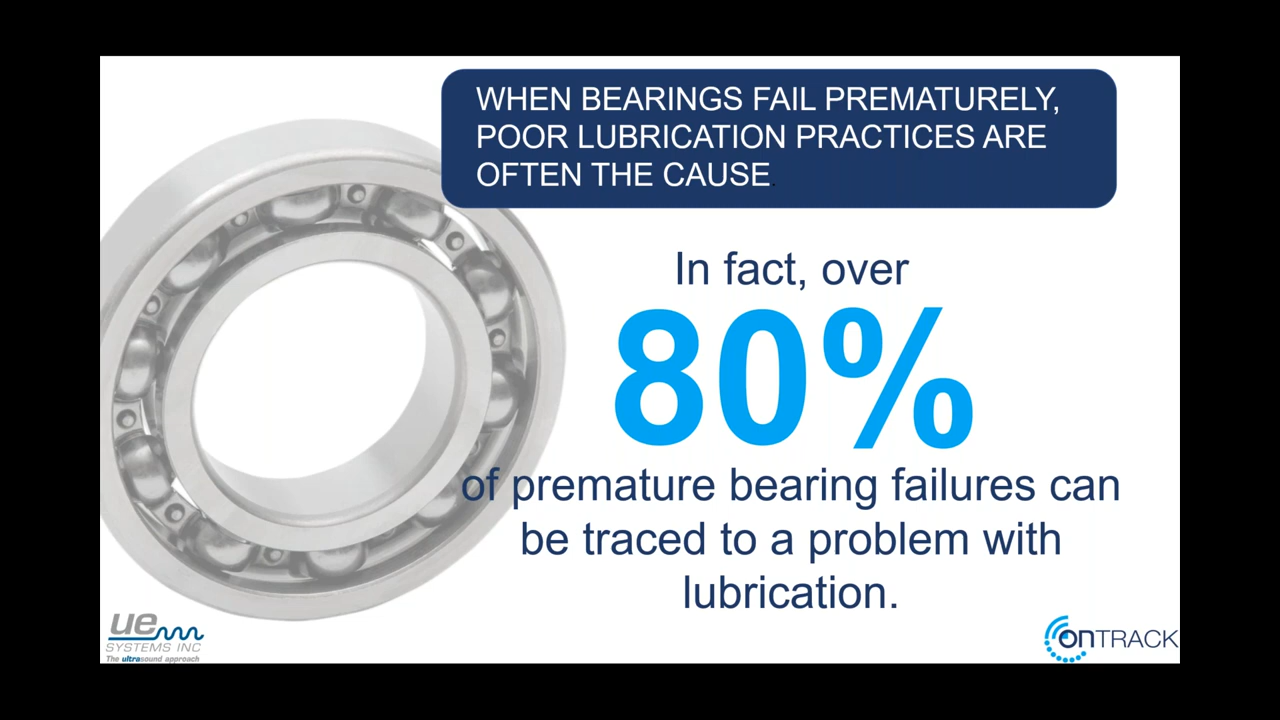 WHEN BEARINGS FAIL PREMATURELY,
POOR LUBRICATION PRACTICES ARE
OFTEN THE CAUSE.
In fact, over
80%
of premature bearing failures can
be traced to a problem with
lubrication.
ue
SYSTEMS INC
The ultrasound approach
onTRACK